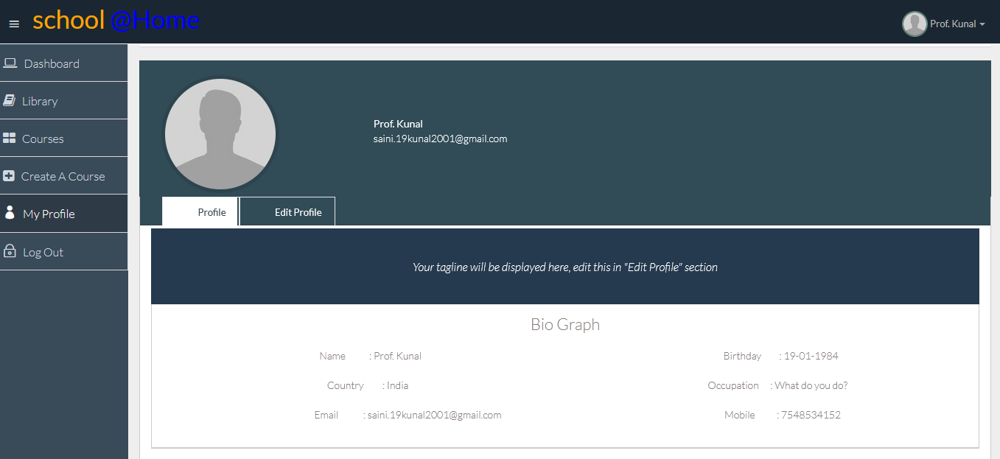 school @Home
Prof. Kunal
Dashboard
Library
Courses
Create A Course
My Profile
Log Out
Prof. Kunal
saini.19kunal2001@gmail.com
Profile
Edit Profile
Your tagline will be displayed here, edit this in "Edit Profile" section
Bio Graph
Name : Prof. Kunal
Birthday : 19-01-1984
Country : India
Occupation : What do you do?
Email : saini.19kunal2001@gmail.com
Mobile : 7548534152